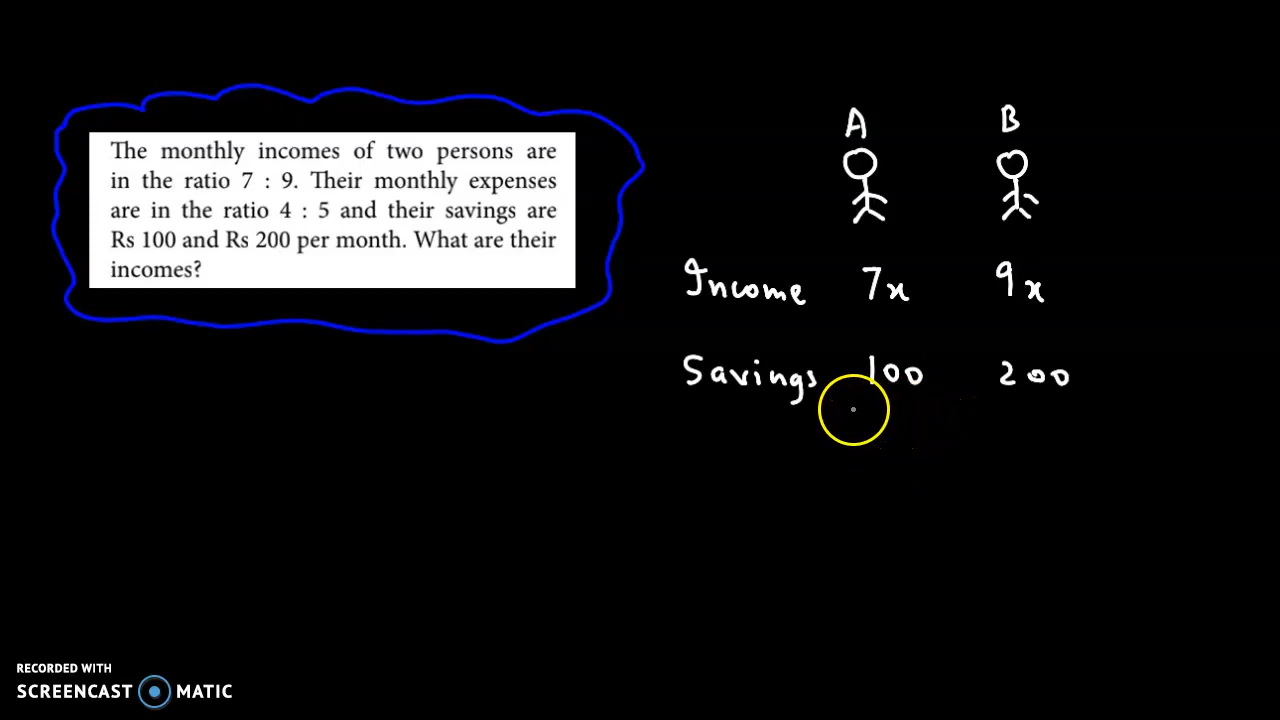 The monthly incomes of two persons are
in the ratio 7 : 9. Their monthly expenses
are in the ratio 4 : 5 and their savings are
Rs 100 and Rs 200 per month. What are their
incomes?
A B
Income 7x 9x
Savings 100 200
RECORDED WITH
SCREENCAST MATIC